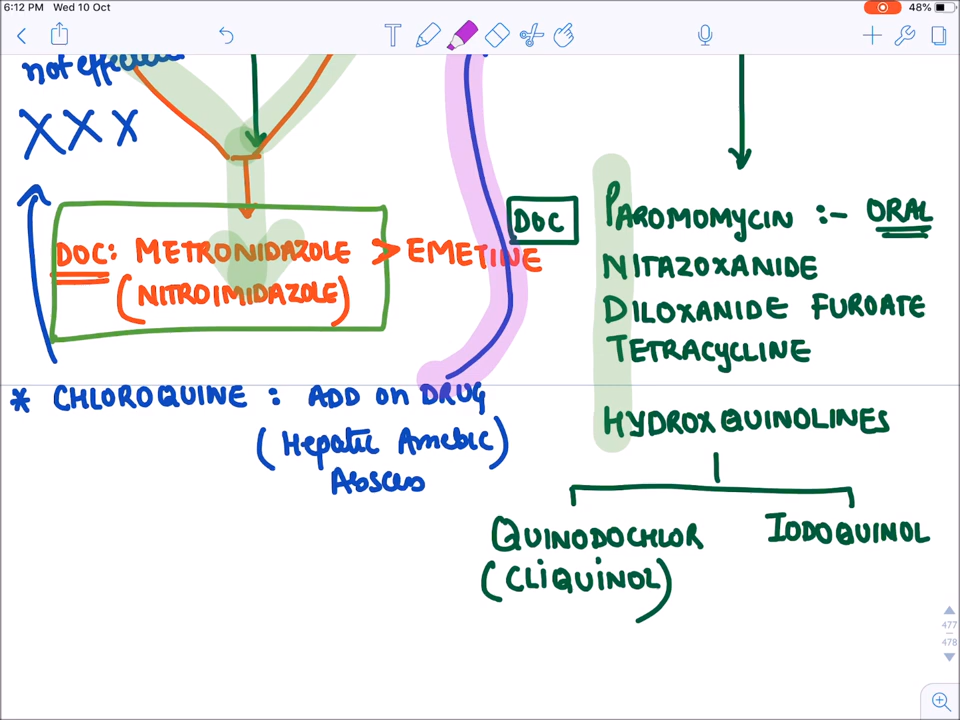 6:12 PM Wed 10 Oct
48%
T
not effective
XXX
DOC: METRONIDAZOLE > EMETINE
(NITROIMIDAZOLE)
* CHLOROQUINE : ADD on DRUG
(Hepatic Amebic)
Abscess
DOC
PAROMOMYCIN :- ORAL
NITAZOXANIDE
DILOXANIDE FUROATE
TETRACYCLINE
HYDROXQUINOLINES
QUINODOCHLOR
(CLIQUINOL)
IODOQUINOL
477
478